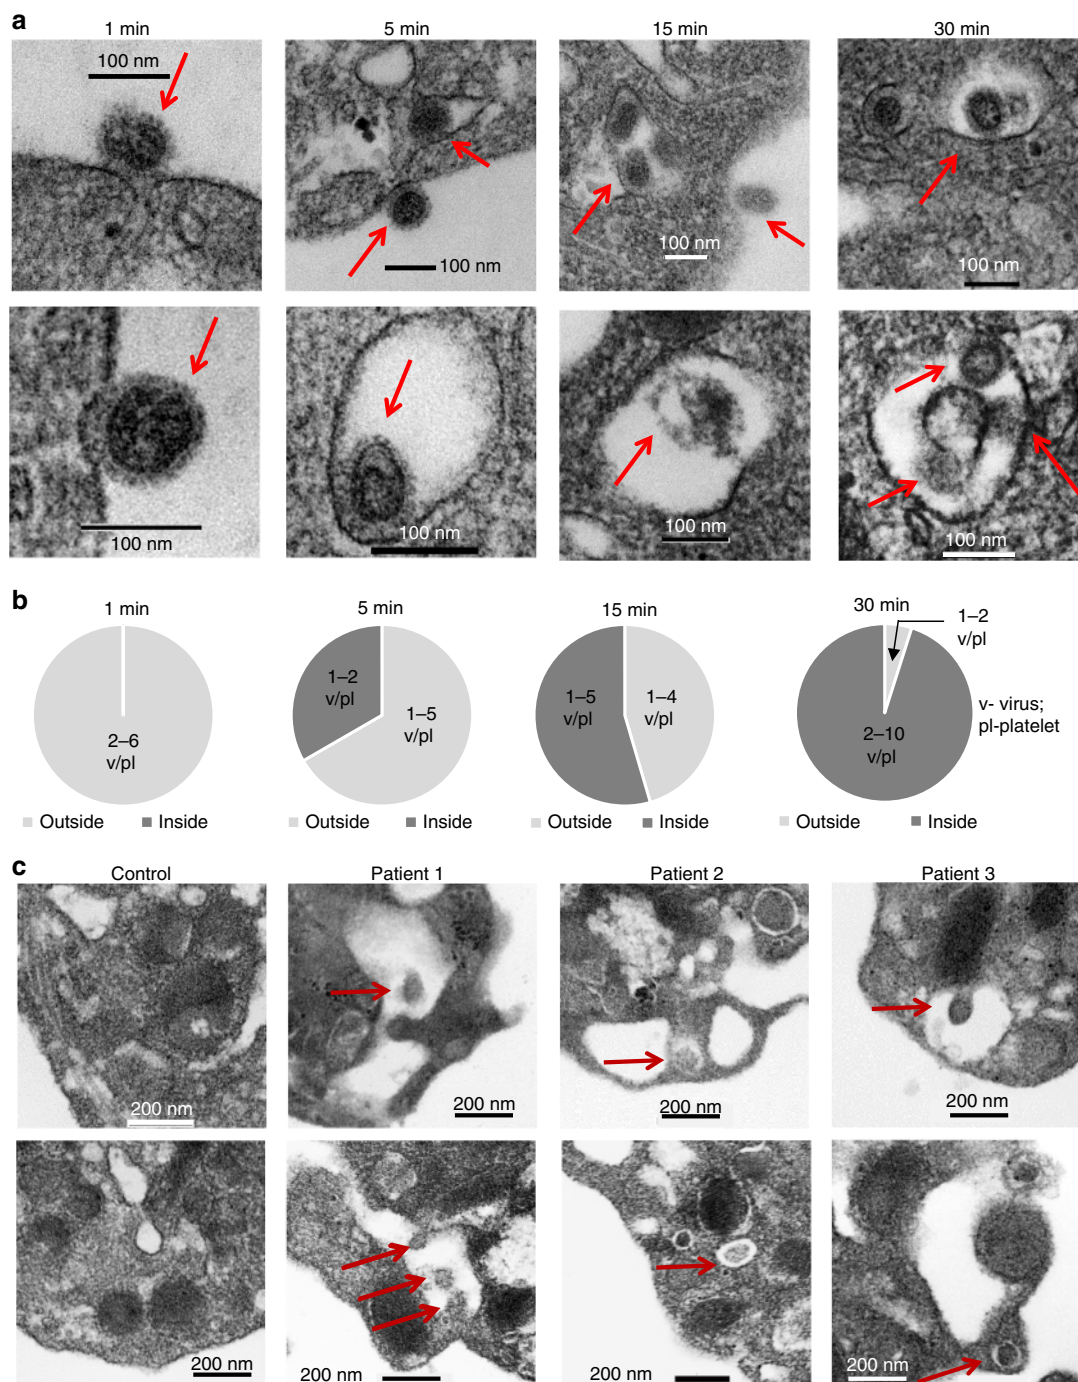 a
1 min
5 min
15 min
30 min
100 nm
100 nm
100 nm
100 nm
100 nm
100 nm
100 nm
100 nm
b
1 min
5 min
15 min
30 min
2–6
v/pl
1–2
v/pl
1–5
v/pl
1–5
v/pl
1–4
v/pl
1–2
v/pl
2–10
v/pl
v- virus;
pl-platelet
Outside Inside
Outside Inside
Outside Inside
Outside Inside
c
Control
Patient 1
Patient 2
Patient 3
200 nm
200 nm
200 nm
200 nm
200 nm
200 nm
200 nm
200 nm